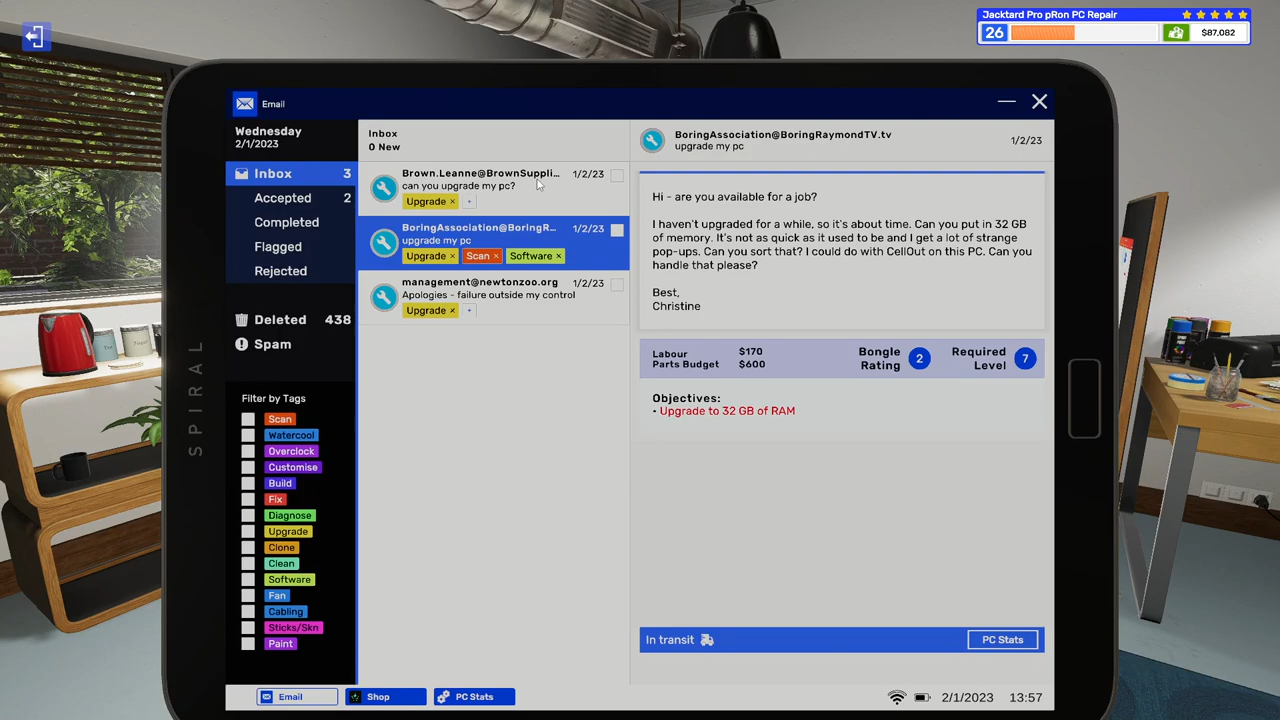 Jacktard Pro pRon PC Repair
26
$87,082
Email
Wednesday
2/1/2023
Inbox 3
Accepted 2
Completed
Flagged
Rejected
Deleted 438
Spam
Filter by Tags
Scan
Watercool
Overclock
Customise
Build
Fix
Diagnose
Upgrade
Clone
Clean
Software
Fan
Cabling
Sticks/Skn
Paint
Inbox
0 New
Brown.Leanne@BrownSuppli... 1/2/23
can you upgrade my pc?
Upgrade × +
BoringAssociation@BoringR... 1/2/23
upgrade my pc
Upgrade × Scan × Software ×
management@newtonzoo.org 1/2/23
Apologies - failure outside my control
Upgrade × +
BoringAssociation@BoringRaymondTV.tv
upgrade my pc
1/2/23
Hi - are you available for a job?
I haven't upgraded for a while, so it's about time. Can you put in 32 GB
of memory. It's not as quick as it used to be and I get a lot of strange
pop-ups. Can you sort that? I could do with CellOut on this PC. Can you
handle that please?
Best,
Christine
Labour $170
Parts Budget $600
Bongle
Rating 2
Required
Level 7
Objectives:
• Upgrade to 32 GB of RAM
In transit
PC Stats
SPIRAL
Email
Shop
PC Stats
2/1/2023 13:57